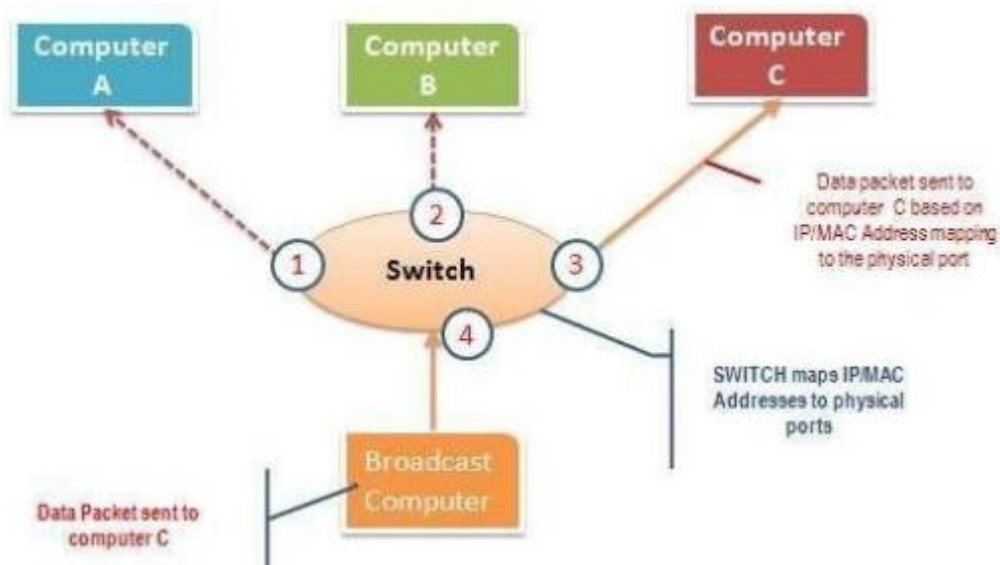 Computer
A
Computer
B
Computer
C
Data packet sent to
computer C based on
IP/MAC Address mapping
to the physical port
2
1
Switch
3
4
SWITCH maps IP/MAC
Addresses to physical
ports
Broadcast
Computer
Data Packet sent to
computer C